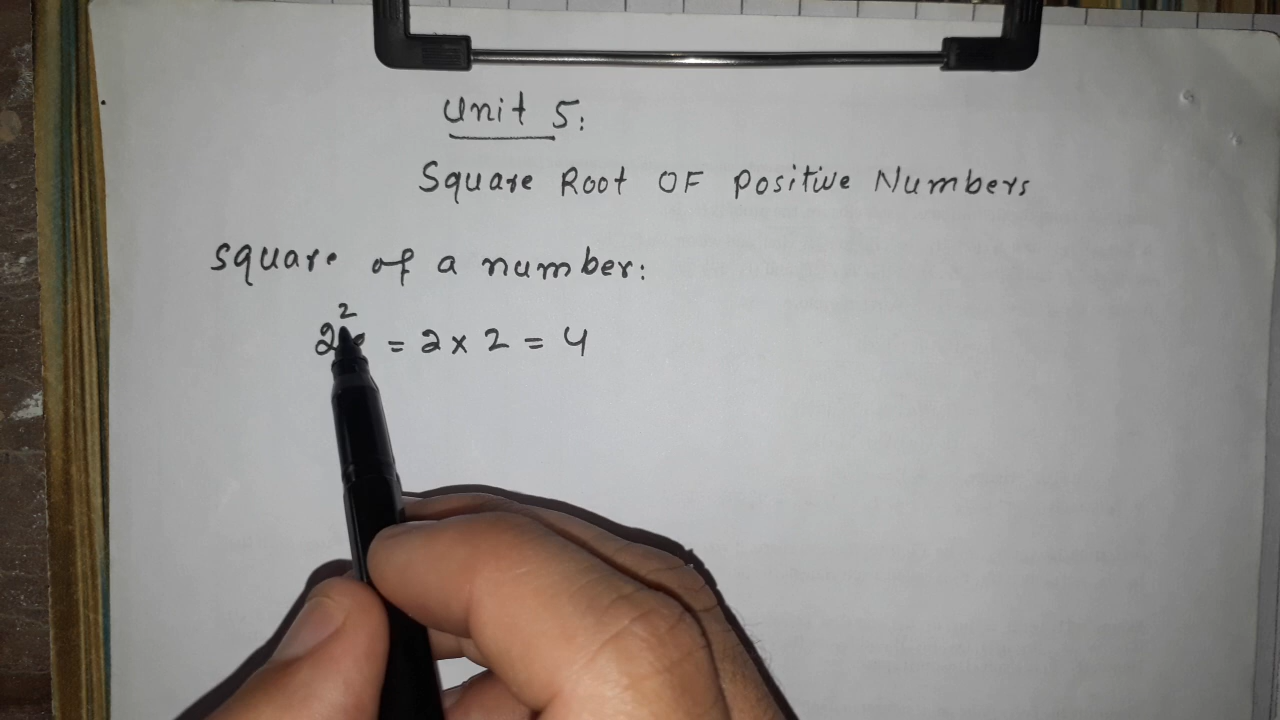 Unit 5:
Square Root OF Positive Numbers
square of a number:
2² = 2 x 2 = 4